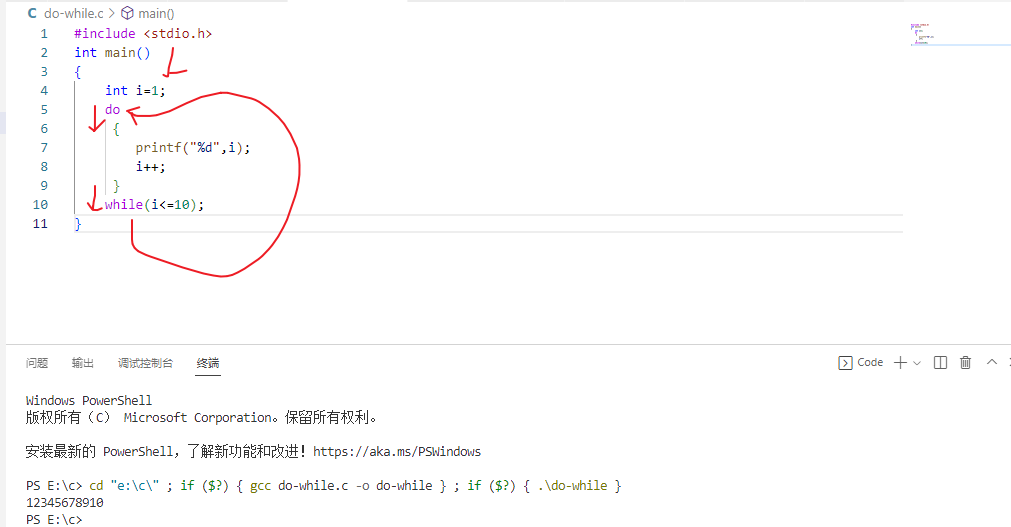 C do-while.c > main()
1 #include <stdio.h>
2 int main()
3 {
4 int i=1;
5 do
6 {
7 printf("%d",i);
8 i++;
9 }
10 while(i<=10);
11 }
问题 输出 调试控制台 终端 Code
Windows PowerShell
版权所有（C） Microsoft Corporation。保留所有权利。
安装最新的 PowerShell，了解新功能和改进！https://aka.ms/PSWindows
PS E:\c> cd "e:\c\" ; if ($?) { gcc do-while.c -o do-while } ; if ($?) { .\do-while }
12345678910
PS E:\c>